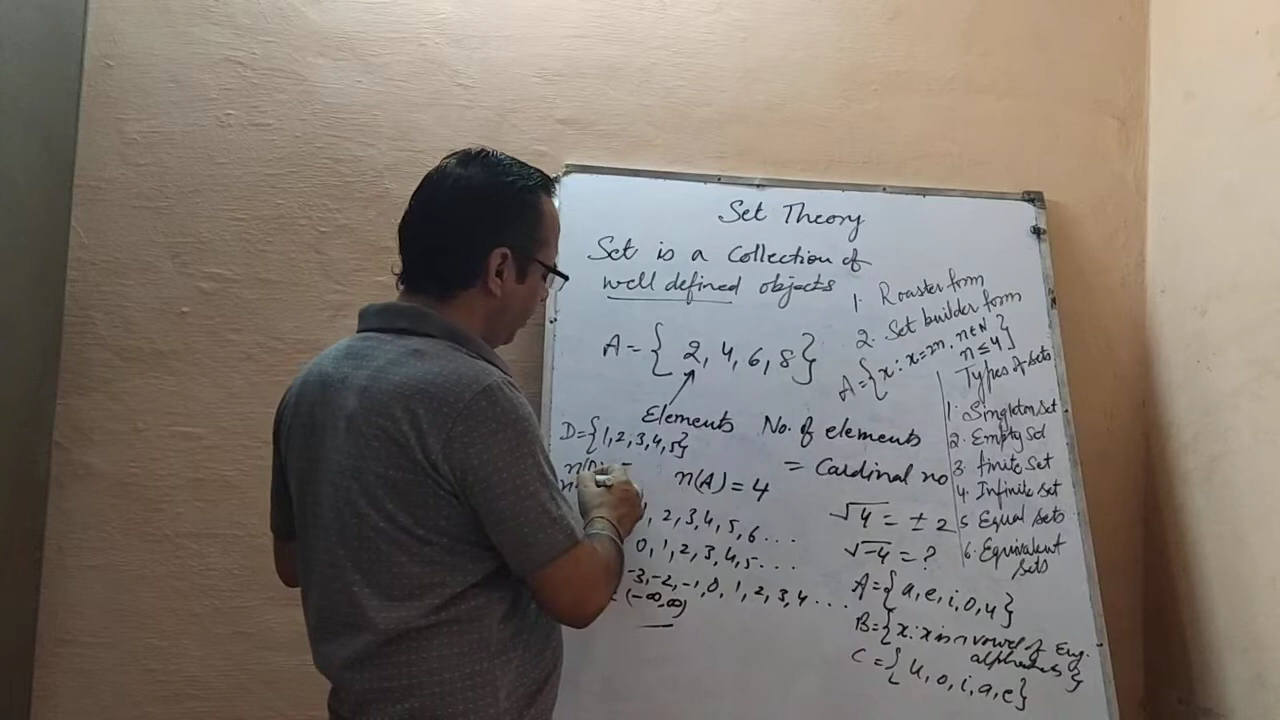 Set Theory
Set is a Collection of
well defined objects
1. Roaster form
2. Set builder form
A={x : x=2n, n∈N
n≤4}
A={ 2, 4, 6, 8}
Elements
No. of elements
= Cardinal no
D={1,2,3,4,5}
n(A)=4
Types of sets
1. Singleton set
2. Empty Set
3. finite Set
4. Infinite set
5 Equal sets
6. Equivalent
sets
, 2, 3, 4, 5, 6 . . .
0, 1, 2, 3, 4, 5 . . .
-3, -2, -1, 0, 1, 2, 3, 4 . . .
(-∞, ∞)
√4 = ± 2
√-4 = ?
A={a, e, i, o, u}
B={x : x is a vowel of Eng.
alphabets}
C={u, o, i, a, e}